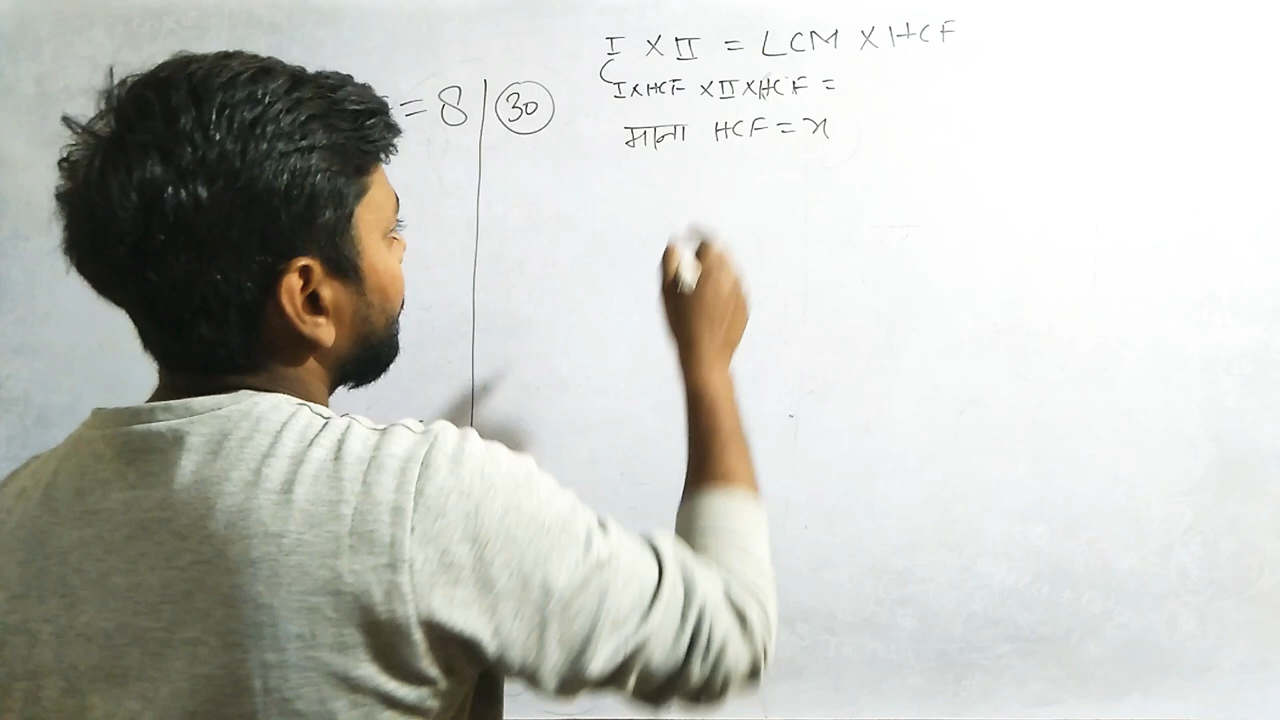 = 8
30
I × II = LCM × HCF
I×HCF × II×HCF =
माना HCF = x